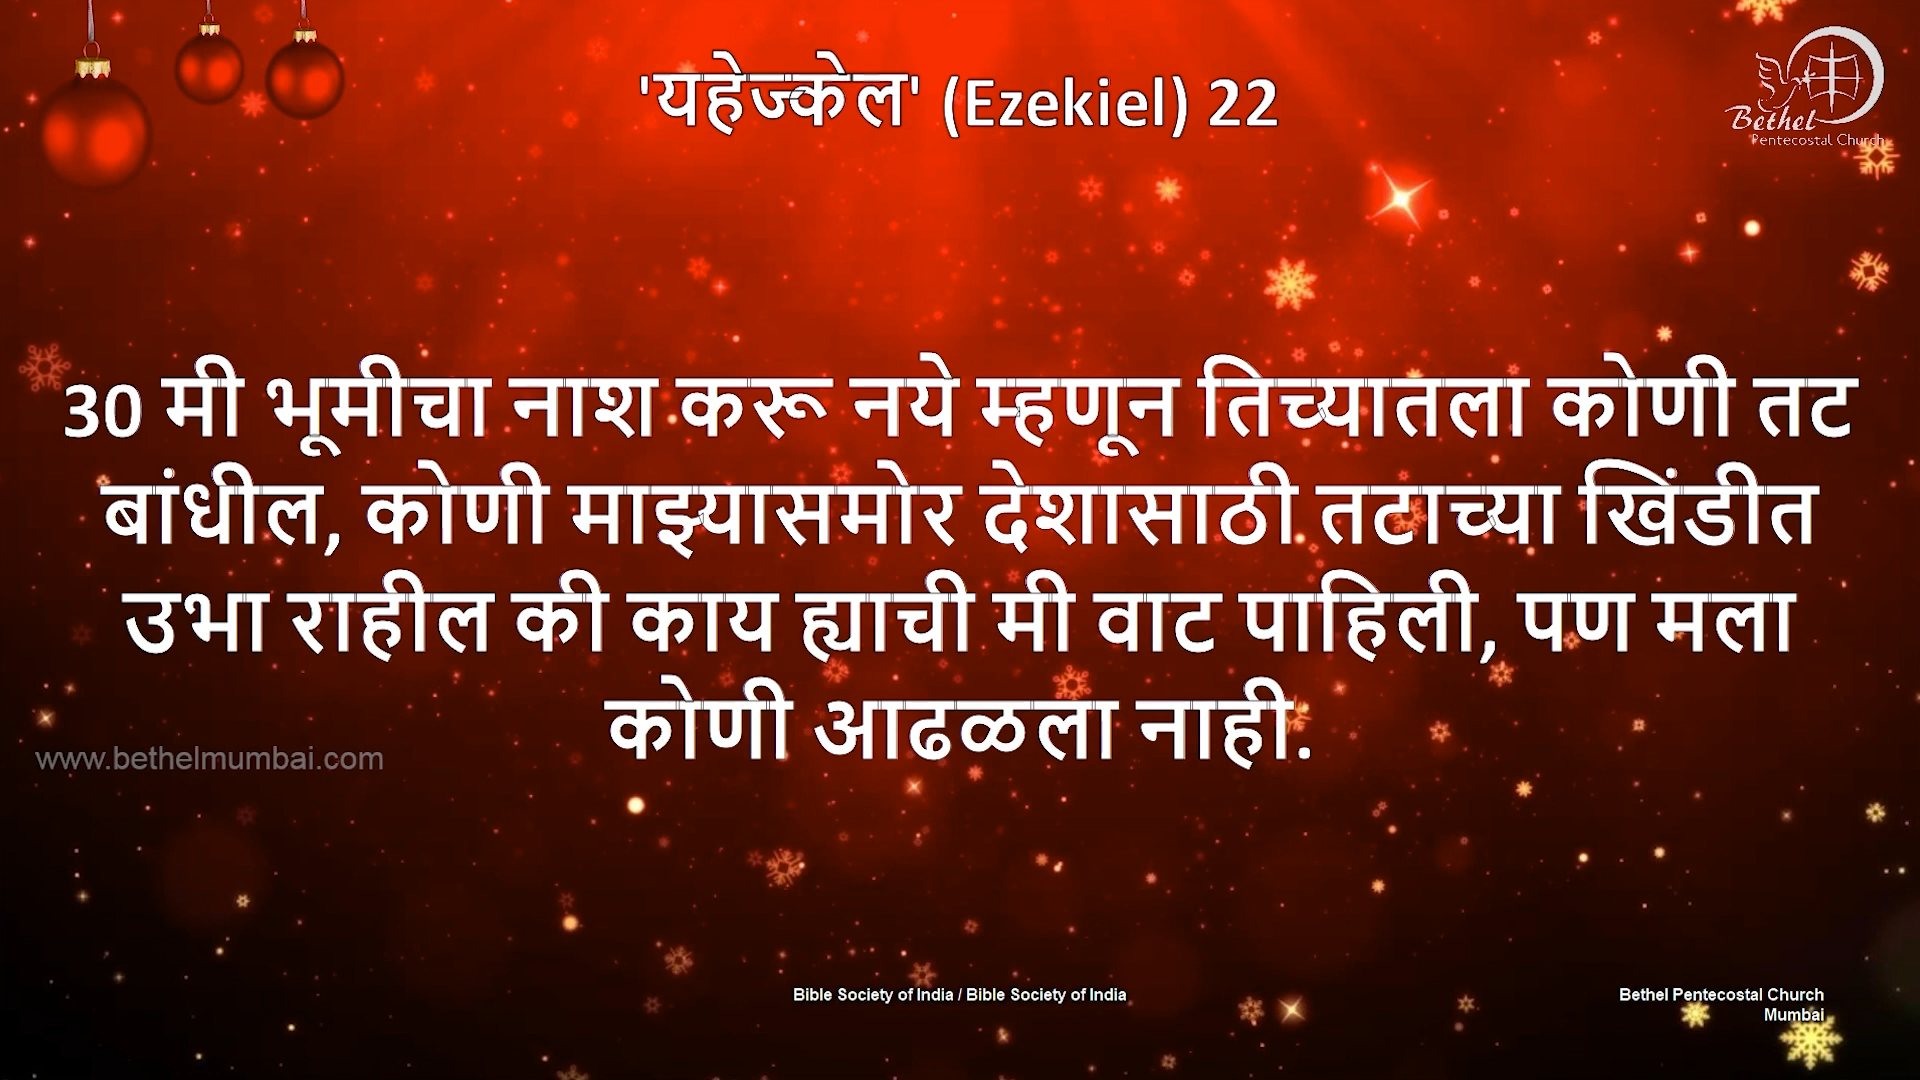 'यहेज्केल' (Ezekiel) 22
Bethel
Pentecostal Church
30 मी भूमीचा नाश करू नये म्हणून तिच्यातला कोणी तट
बांधील, कोणी माझ्यासमोर देशासाठी तटाच्या खिंडीत
उभा राहील की काय ह्याची मी वाट पाहिली, पण मला
कोणी आढळला नाही.
www.bethelmumbai.com
Bible Society of India / Bible Society of India
Bethel Pentecostal Church
Mumbai